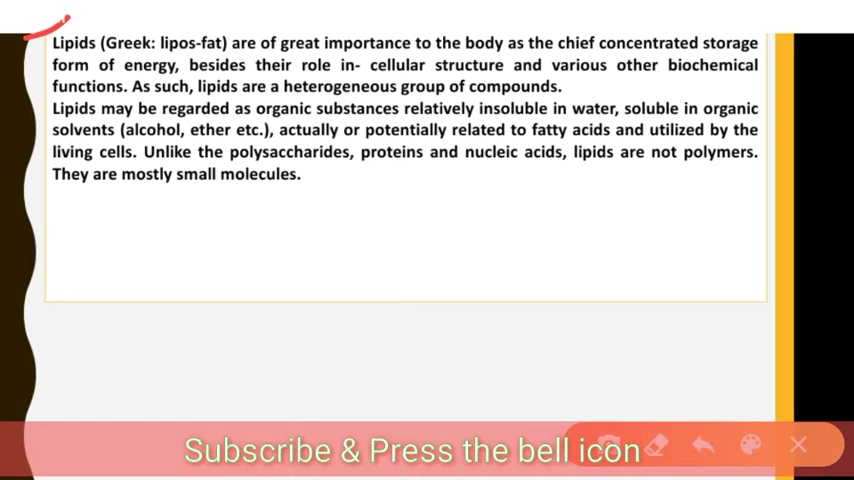 Lipids (Greek: lipos-fat) are of great importance to the body as the chief concentrated storage
form of energy, besides their role in- cellular structure and various other biochemical
functions. As such, lipids are a heterogeneous group of compounds.
Lipids may be regarded as organic substances relatively insoluble in water, soluble in organic
solvents (alcohol, ether etc.), actually or potentially related to fatty acids and utilized by the
living cells. Unlike the polysaccharides, proteins and nucleic acids, lipids are not polymers.
They are mostly small molecules.
Subscribe & Press the bell icon